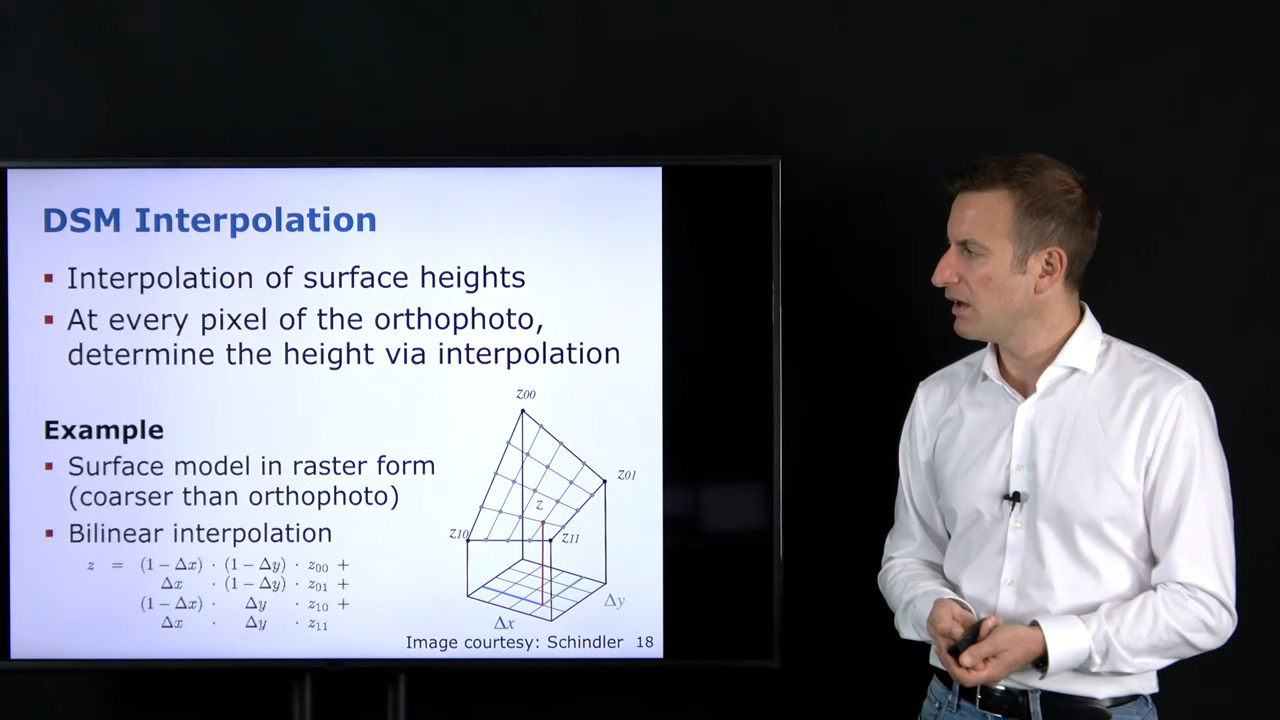 DSM Interpolation
▪ Interpolation of surface heights
▪ At every pixel of the orthophoto,
determine the height via interpolation
Example
▪ Surface model in raster form
(coarser than orthophoto)
▪ Bilinear interpolation
z = (1 − Δx) · (1 − Δy) · z₀₀ +
Δx · (1 − Δy) · z₀₁ +
(1 − Δx) · Δy · z₁₀ +
Δx · Δy · z₁₁
z00
z01
z
z10
z11
Δy
Δx
Image courtesy: Schindler 18